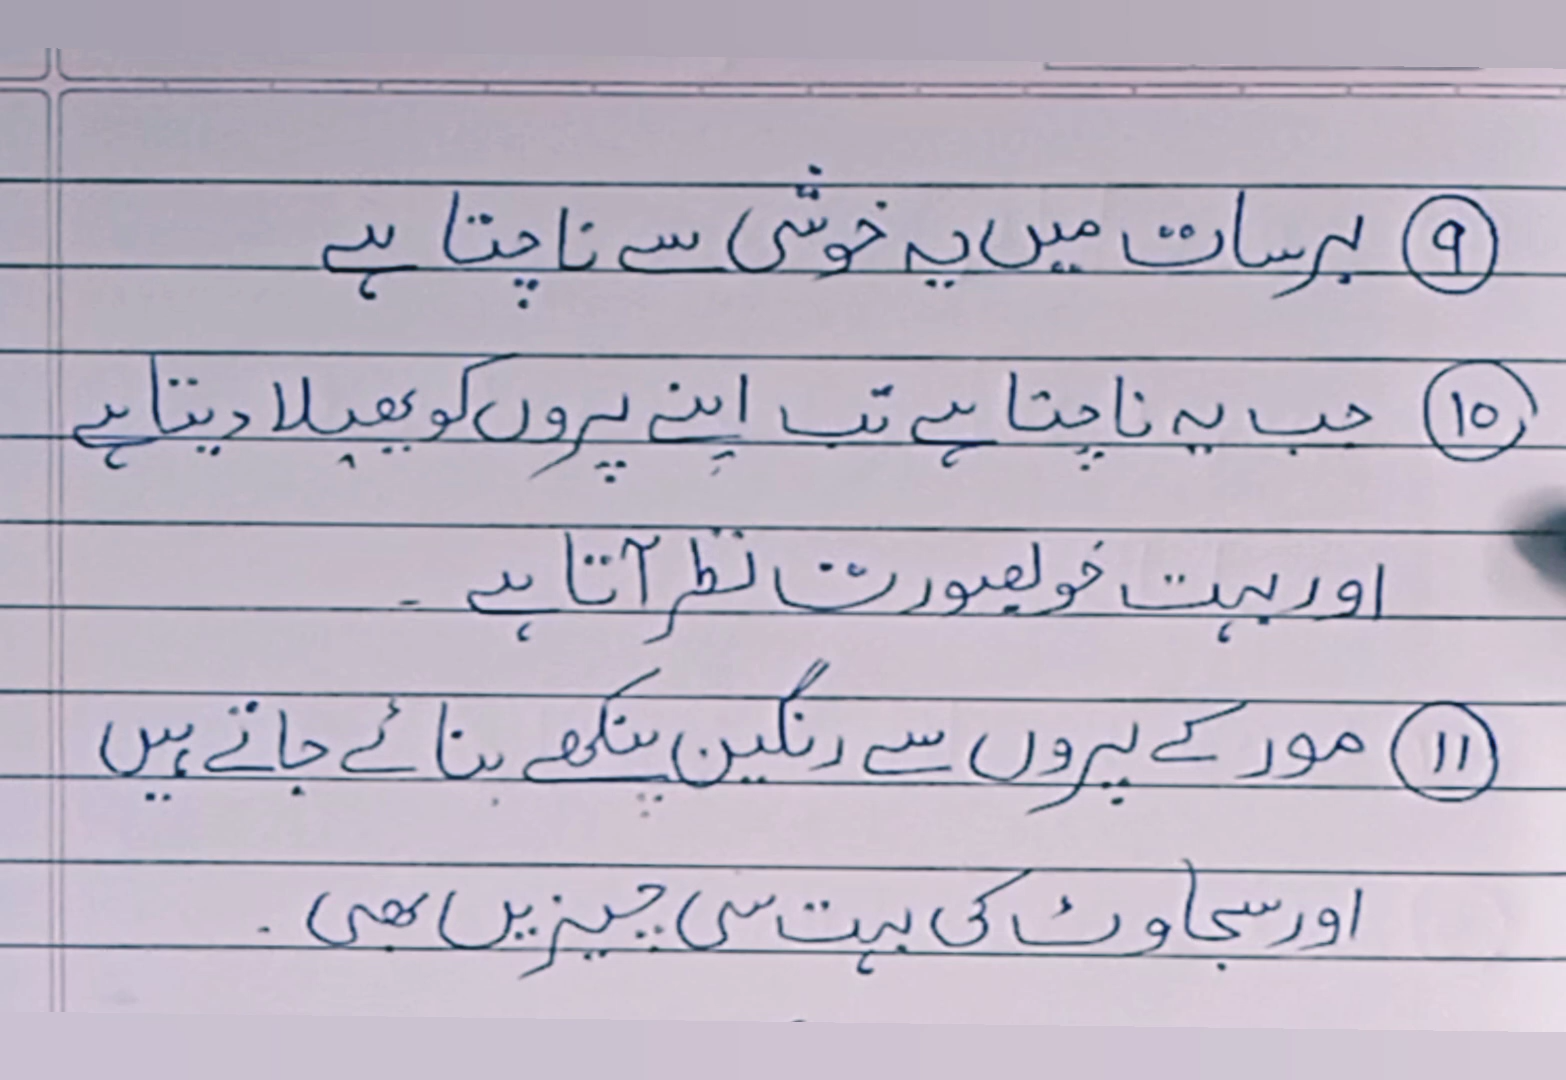 ۹ برسات میں یہ خوشی سے ناچتا ہے
۱۰ جب یہ ناچتا ہے تب اپنے پروں کو پھیلا دیتا ہے
اور بہت خوبصورت نظر آتا ہے ۔
۱۱ مور کے پروں سے رنگین پنکھے بنائے جاتے ہیں
اور سجاوٹ کی بہت سی چیزیں بھی ۔